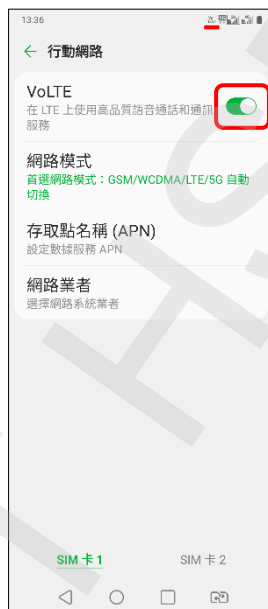 13.36
行動網路
VoLTE
在 LTE 上使用高品質語音通話和通訊
服務
網路模式
首選網路模式：GSM/WCDMA/LTE/5G 自動
切換
存取點名稱 (APN)
設定數據服務 APN
網路業者
選擇網路系統業者
SIM 卡 1
SIM 卡 2